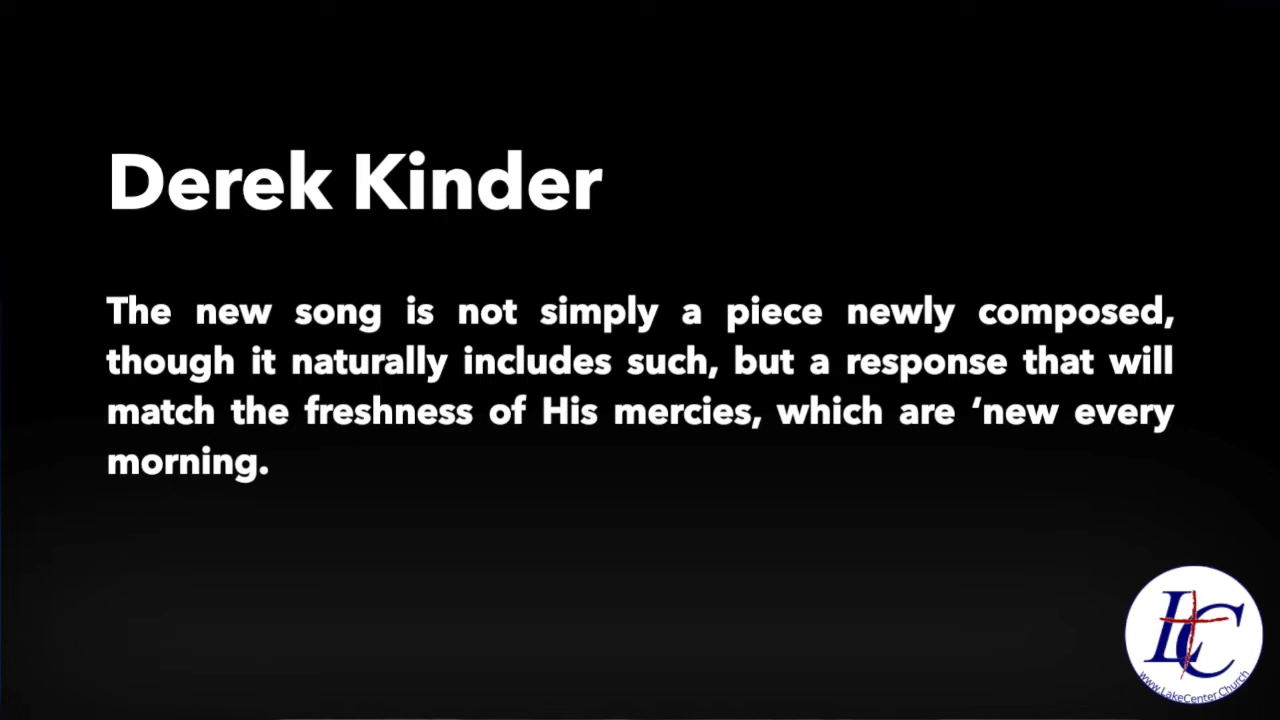 Derek Kinder
The new song is not simply a piece newly composed,
though it naturally includes such, but a response that will
match the freshness of His mercies, which are ‘new every
morning.
LC
www.LakeCenter.Church